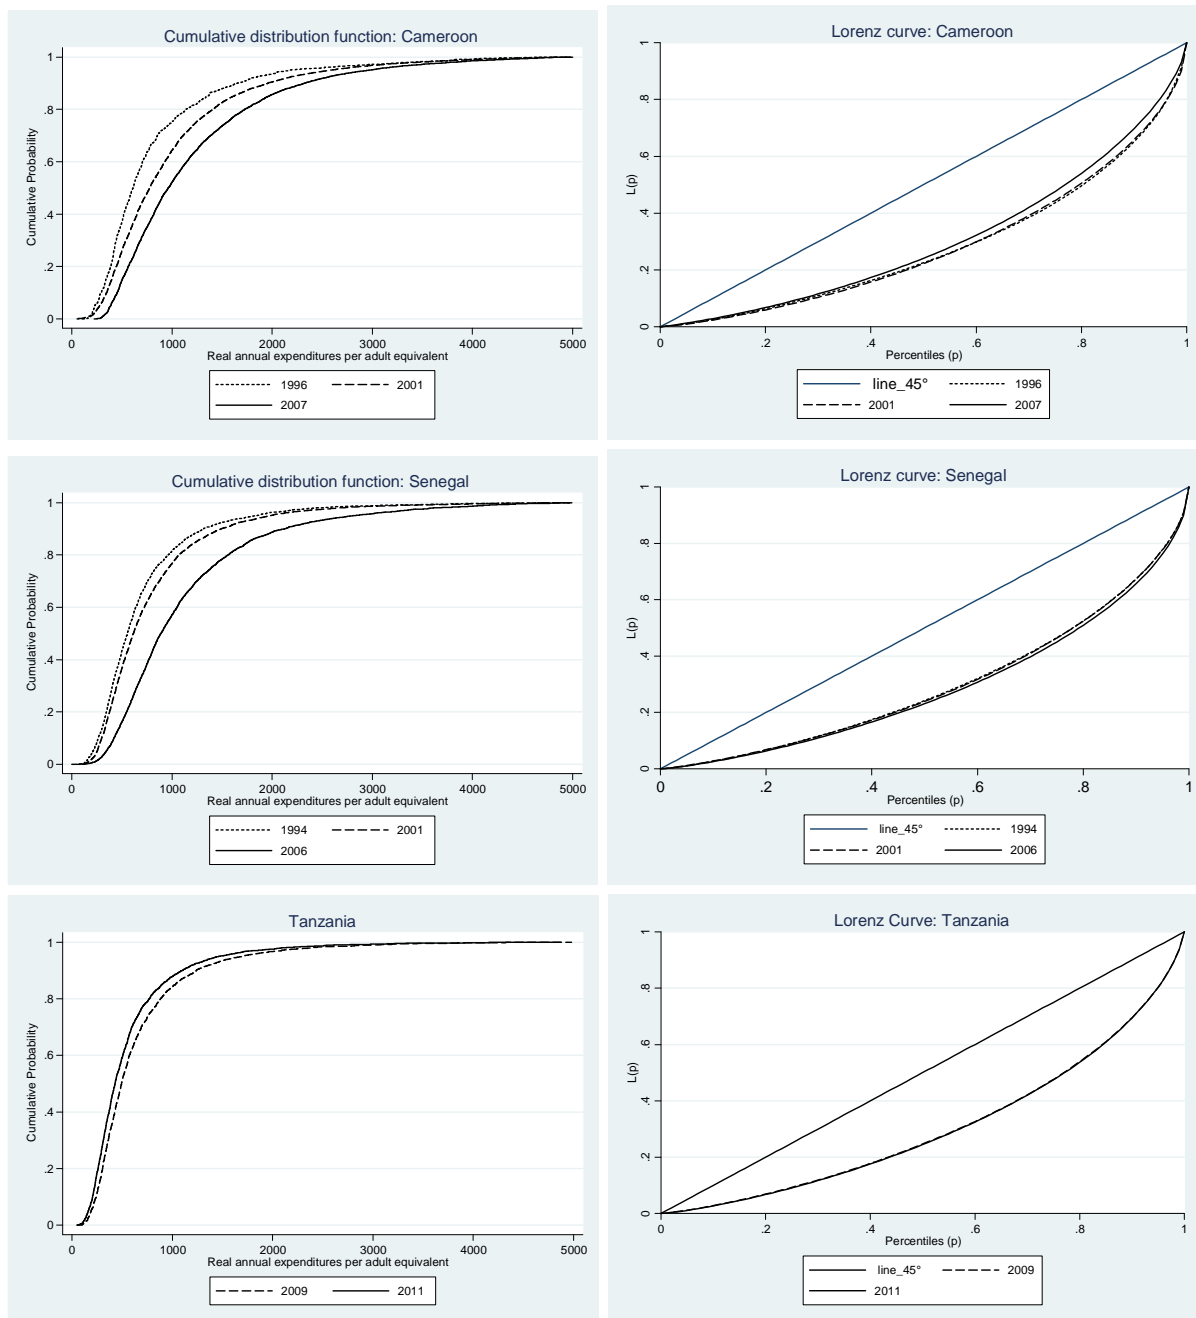 Cumulative distribution function: Cameroon
Cumulative Probability
1
.8
.6
.4
.2
0
0 1000 2000 3000 4000 5000
Real annual expenditures per adult equivalent
1996 2001
2007
Lorenz curve: Cameroon
L(p)
1
.8
.6
.4
.2
0
0 .2 .4 .6 .8 1
Percentiles (p)
line_45° 1996
2001 2007
Cumulative distribution function: Senegal
Cumulative Probability
1
.8
.6
.4
.2
0
0 1000 2000 3000 4000 5000
Real annual expenditures per adult equivalent
1994 2001
2006
Lorenz curve: Senegal
L(p)
1
.8
.6
.4
.2
0
0 .2 .4 .6 .8 1
Percentiles (p)
line_45° 1994
2001 2006
Tanzania
Cumulative Probability
1
.8
.6
.4
.2
0
0 1000 2000 3000 4000 5000
Real annual expenditures per adult equivalent
2009 2011
Lorenz Curve: Tanzania
L(p)
1
.8
.6
.4
.2
0
0 .2 .4 .6 .8 1
Percentiles (p)
line_45° 2009
2011